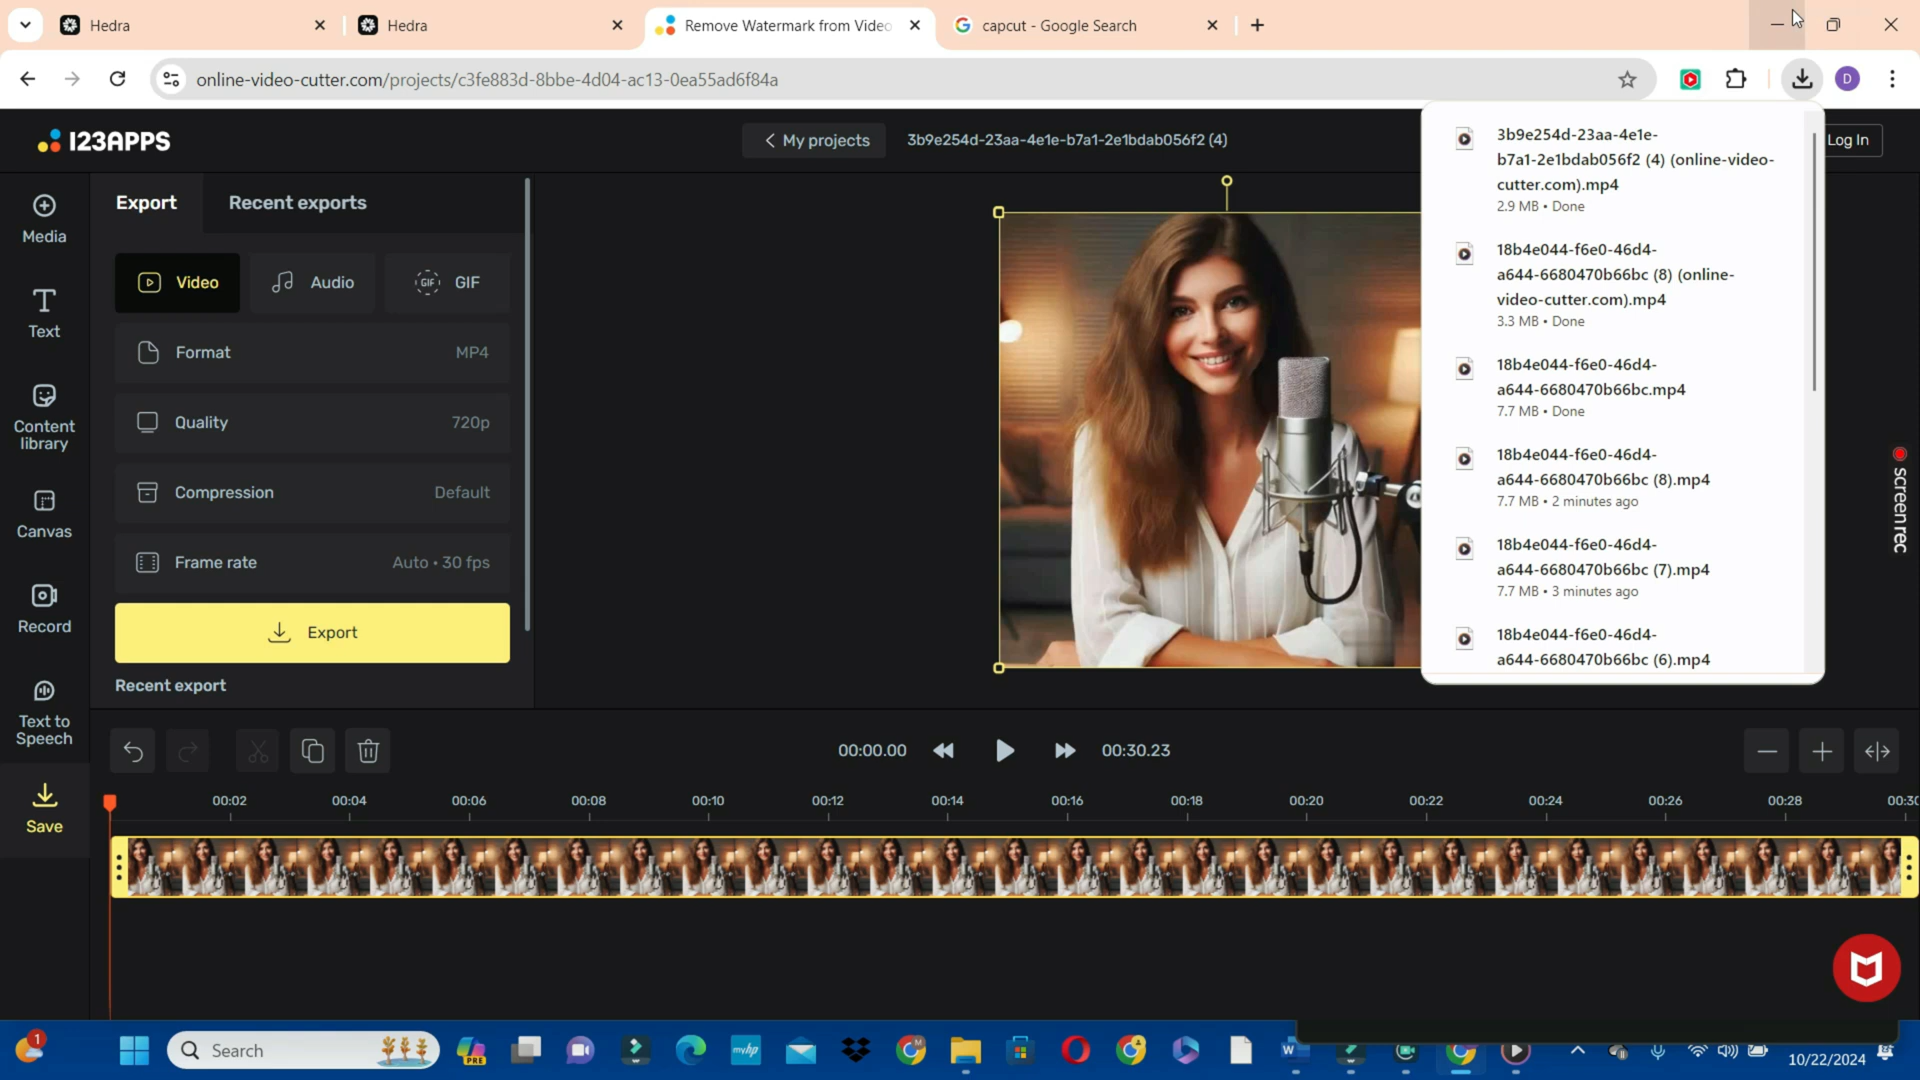 Hedra
Hedra
Remove Watermark from Video
capcut - Google Search
online-video-cutter.com/projects/c3fe883d-8bbe-4d04-ac13-0ea55ad6f84a
D
123APPS
My projects
3b9e254d-23aa-4e1e-b7a1-2e1bdab056f2 (4)
Log In
3b9e254d-23aa-4e1e-
b7a1-2e1bdab056f2 (4) (online-video-
cutter.com).mp4
2.9 MB • Done
18b4e044-f6e0-46d4-
a644-6680470b66bc (8) (online-
video-cutter.com).mp4
3.3 MB • Done
18b4e044-f6e0-46d4-
a644-6680470b66bc.mp4
7.7 MB • Done
18b4e044-f6e0-46d4-
a644-6680470b66bc (8).mp4
7.7 MB • 2 minutes ago
18b4e044-f6e0-46d4-
a644-6680470b66bc (7).mp4
7.7 MB • 3 minutes ago
18b4e044-f6e0-46d4-
a644-6680470b66bc (6).mp4
Media
Text
Content
library
Canvas
Record
Text to
Speech
Save
Export
Recent exports
Video
Audio
GIF
GIF
Format
MP4
Quality
720p
Compression
Default
Frame rate
Auto • 30 fps
Export
Recent export
screenrec
00:00.00
00:30.23
00:02
00:04
00:06
00:08
00:10
00:12
00:14
00:16
00:18
00:20
00:22
00:24
00:26
00:28
00:30
1
Search
PRE
myhp
M
W
10/22/2024